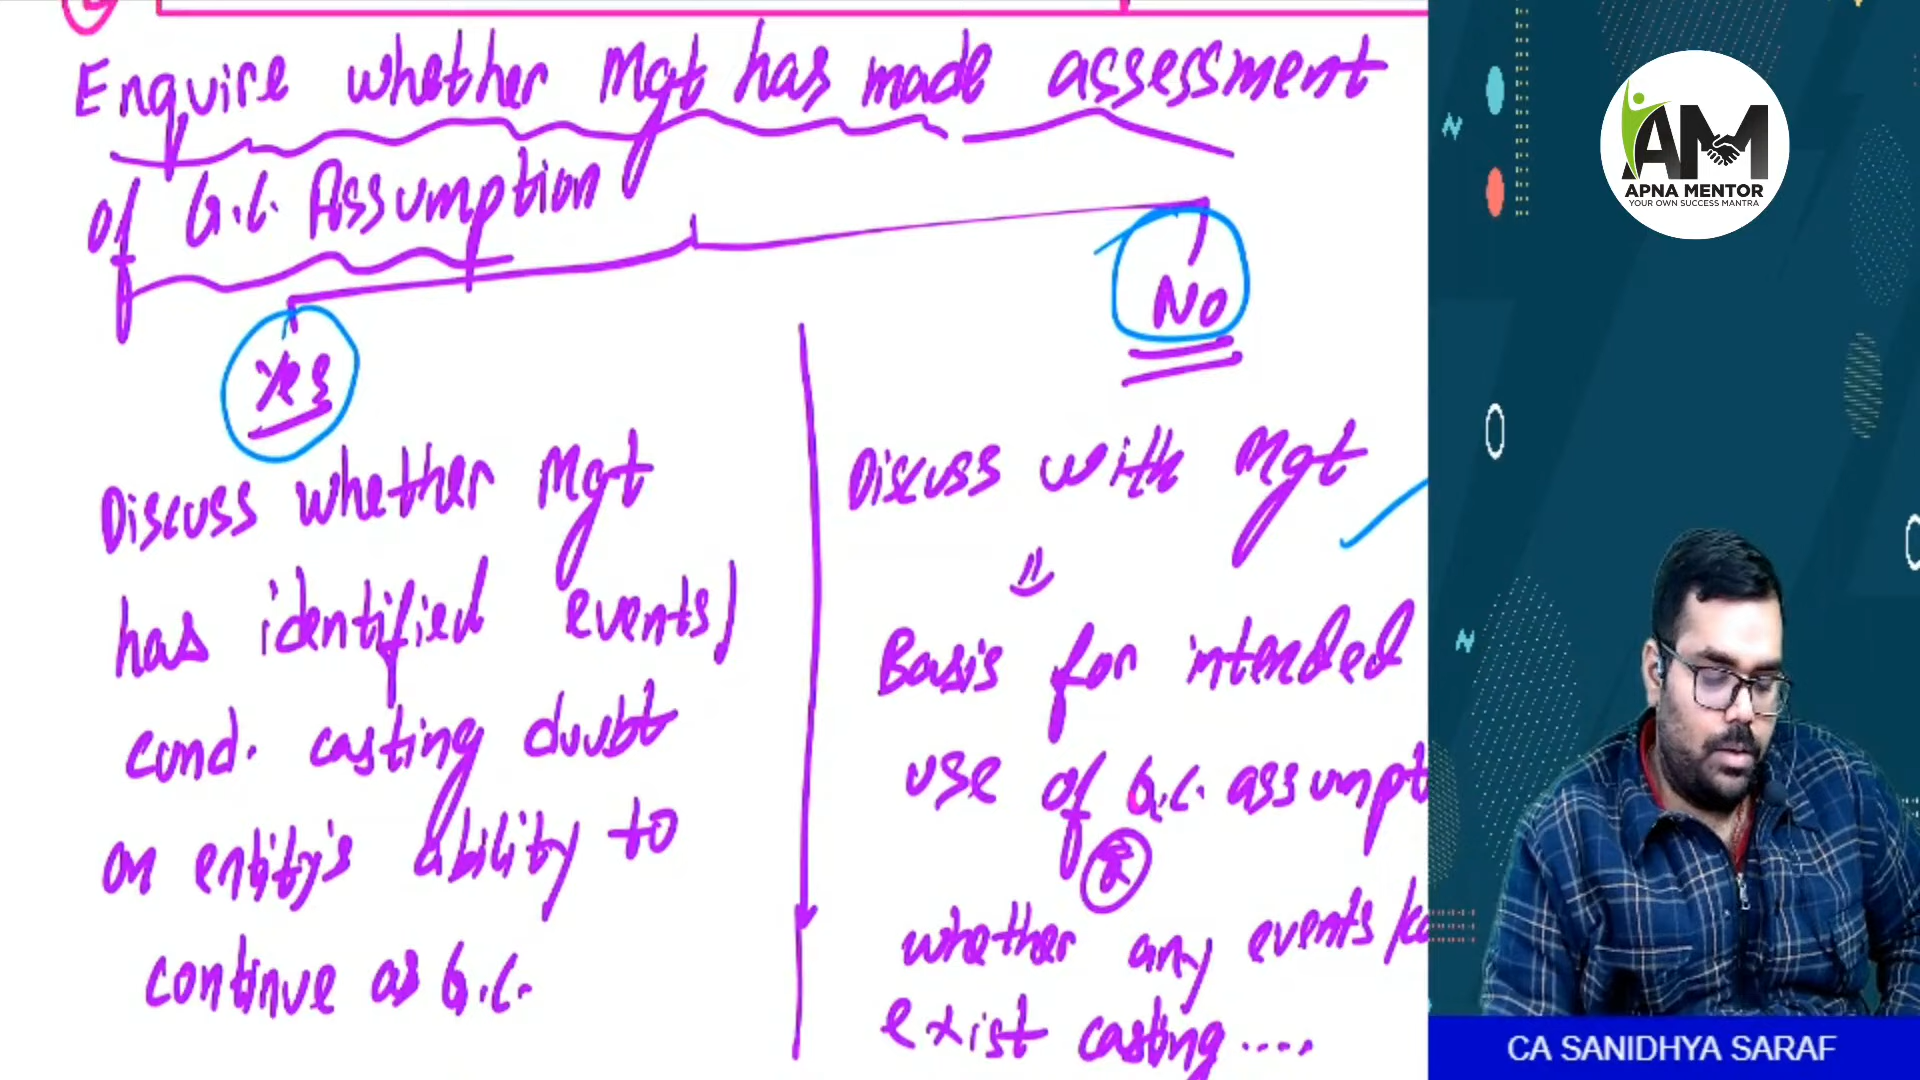 Enquire whether Mgt has made assessment
of G.C. Assumption
Yes
No
Discuss whether Mgt
has identified events/
cond. casting doubt
on entity's ability to
continue as G.C.
Discuss with Mgt
Basis for intended
use of G.C. assumpt
&
whether any events/co
exist casting....
AM
APNA MENTOR
YOUR OWN SUCCESS MANTRA
CA SANIDHYA SARAF